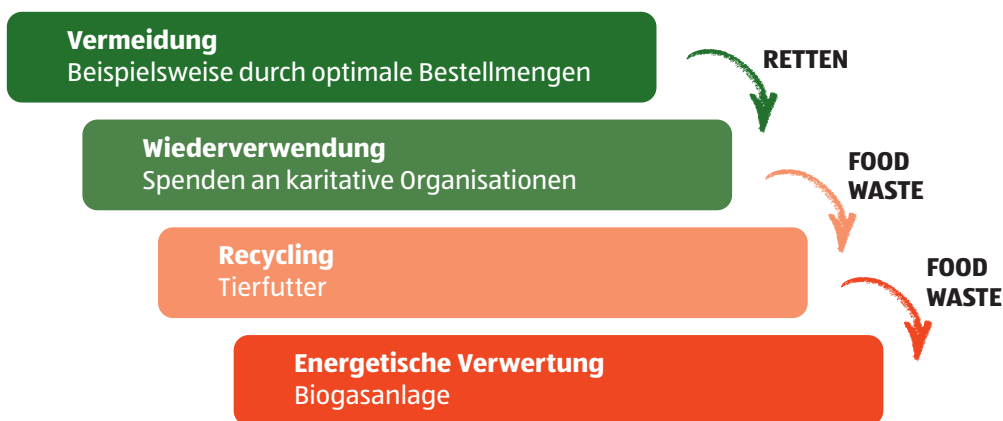 Vermeidung
Beispielsweise durch optimale Bestellmengen
RETTEN
Wiederverwendung
Spenden an karitative Organisationen
FOOD
WASTE
Recycling
Tierfutter
FOOD
WASTE
Energetische Verwertung
Biogasanlage